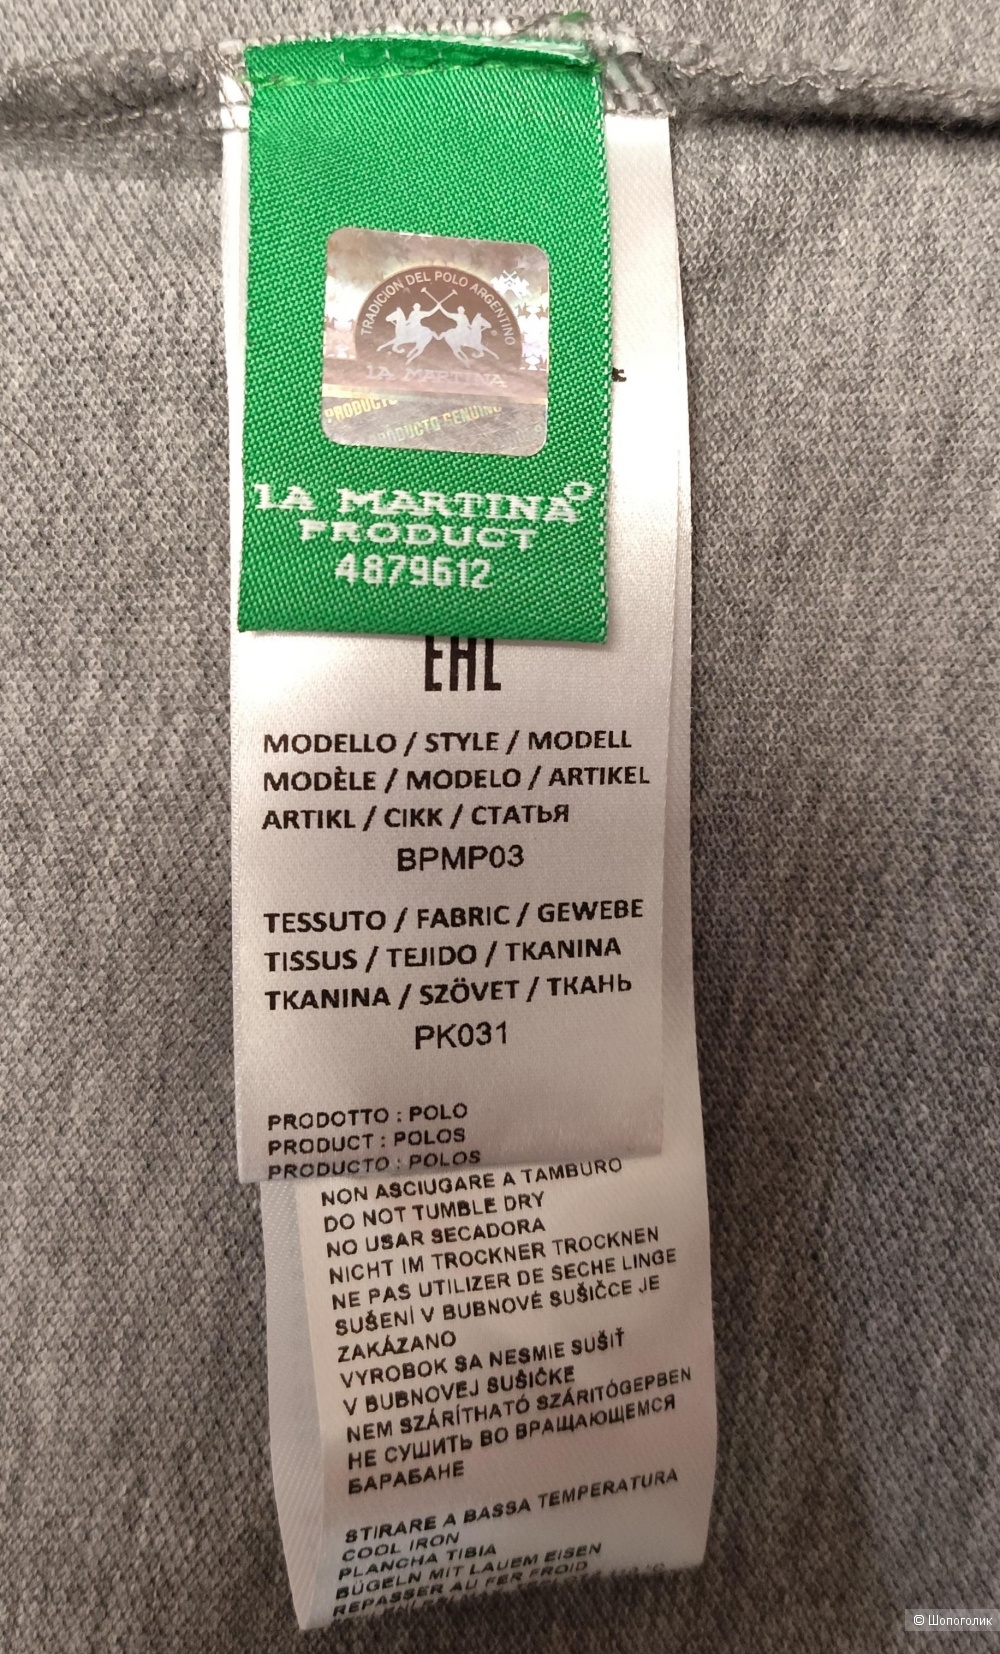 TRADICION DEL POLO ARGENTINO
LA MARTINA
PRODUCTO
PRODUCTO GENUINO
LA MARTINA
PRODUCT
4879612
EAC
MODELLO / STYLE / MODELL
MODÈLE / MODELO / ARTIKEL
ARTIKL / CIKK / СТАТЬЯ
BPMP03
TESSUTO / FABRIC / GEWEBE
TISSUS / TEJIDO / TKANINA
TKANINA / SZÖVET / ТКАНЬ
PK031
PRODOTTO : POLO
PRODUCT : POLOS
PRODUCTO : POLOS
NON ASCIUGARE A TAMBURO
DO NOT TUMBLE DRY
NO USAR SECADORA
NICHT IM TROCKNER TROCKNEN
NE PAS UTILIZER DE SECHE LINGE
SUŠENÍ V BUBNOVÉ SUŠIČCE JE
ZAKÁZANO
VYROBOK SA NESMIE SUŠIŤ
V BUBNOVEJ SUŠIČKE
NEM SZÁRÍTHATÓ SZÁRITÓGEPBEN
НЕ СУШИТЬ ВО ВРАЩАЮЩЕМСЯ
БАРАБАНЕ
STIRARE A BASSA TEMPERATURA
COOL IRON
PLANCHA TIBIA
BÜGELN MIT LAUEM EISEN
REPASSER AU FER FROID
© Шопоголик